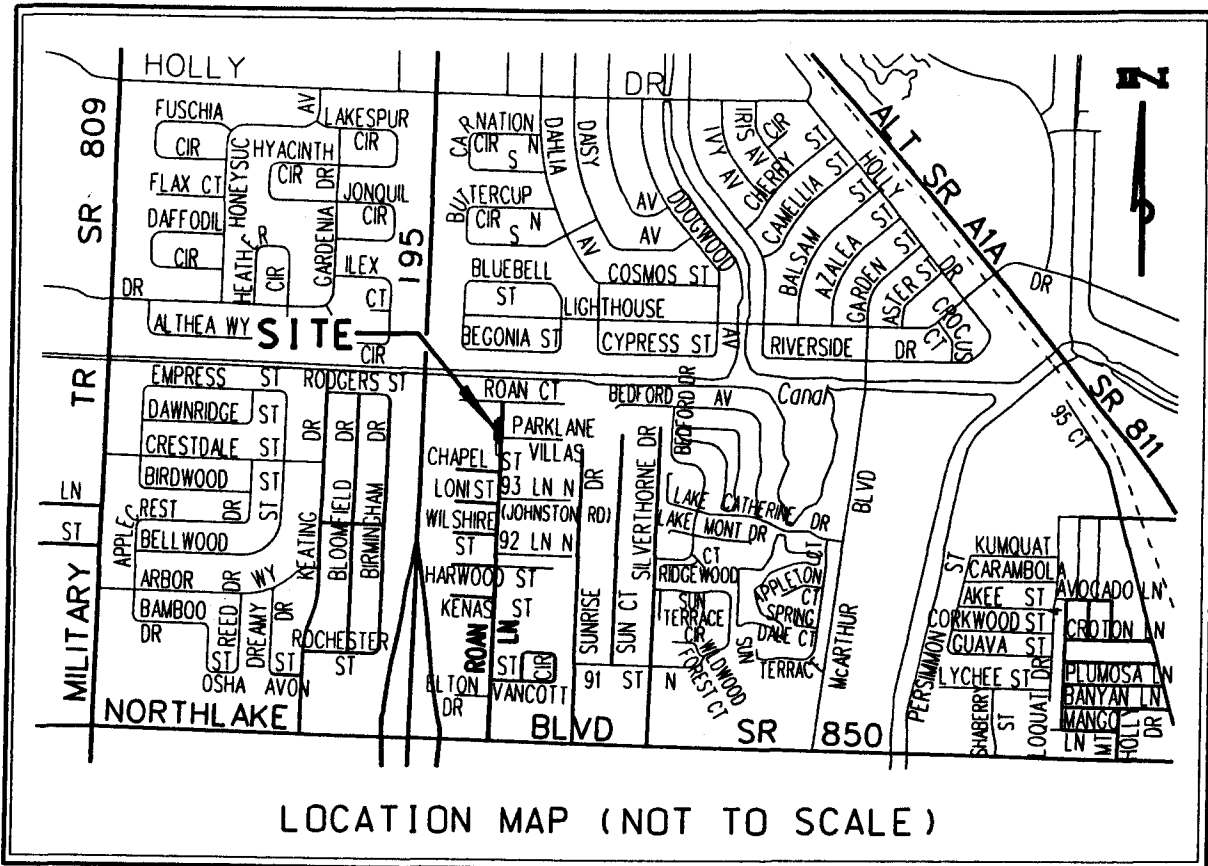 HOLLY DR
N
SR 809
FUSCHIA
CIR
AV
LAKESPUR
CIR
HONEYSUC
HYACINTH
CIR
FLAX CT
DR
JONQUIL
CIR
DAFFODIL
CIR
HEATHER
CIR
GARDENIA
ILEX
CT
CIR
I95
DR
ALTHEA WY
SITE
CARNATION
CIR N
S
BUTTERCUP
CIR N
S
DAHLIA
AV
DAISY
AV
AV
DDOGWOOD
AV
BLUEBELL
ST
COSMOS ST
LIGHTHOUSE
BEGONIA ST
CYPRESS ST
IVY AV
IRIS AV
CIR
CHERRY ST
CAMELLIA ST
BALSAM ST
AZALEA ST
GARDEN ST
ASTER ST
HOLLY DR
CROCUS
CT
DR
RIVERSIDE DR
ALT SR A1A
SR 811
95 CT
TR
EMPRESS ST
DAWNRIDGE ST
CRESTDALE ST
BIRDWOOD ST
LN
ST
APPLEC
REST DR
BELLWOOD
ARBOR
BAMBOO
DR
ST
REED DR
DREAMY WY
OSHA
ST
AVON
DR
KEATING DR
RODGERS ST
BLOOMFIELD DR
BIRMINGHAM DR
ROCHESTER
ST
MILITARY
ROAN CT
PARKLANE
VILLAS
CHAPEL ST
LONI ST
93 LN N
(JOHNSTON RD)
WILSHIRE
ST
92 LN N
HARWOOD ST
KENAS ST
ROAN LN
ST
CIR
ELTON
DR
VANCOTT
SUNRISE DR
SUN CT
SILVERTHORNE DR
91 ST N
BEDFORD AV
BEDFORD DR
Canal
LAKE CATHERINE DR
LAKE MONT DR
CT
RIDGEWOOD
CT
APPLETON
CT
SPRING
DALE CT
SUN
TERRACE
CIR
WILDWOOD
FOREST CT
SUN
TERRAC
E
McARTHUR BLVD
PERSIMMON ST
KUMQUAT
CARAMBOLA
AKEE ST
CORKWOOD ST
GUAVA ST
LYCHEE ST
SHABERRY
ST
LOQUAT DR
AVOCADO LN
CROTON LN
PLUMOSA LN
BANYAN LN
MANGO
LN
MT
HOLLY
DR
NORTHLAKE BLVD SR 850
LOCATION MAP (NOT TO SCALE)